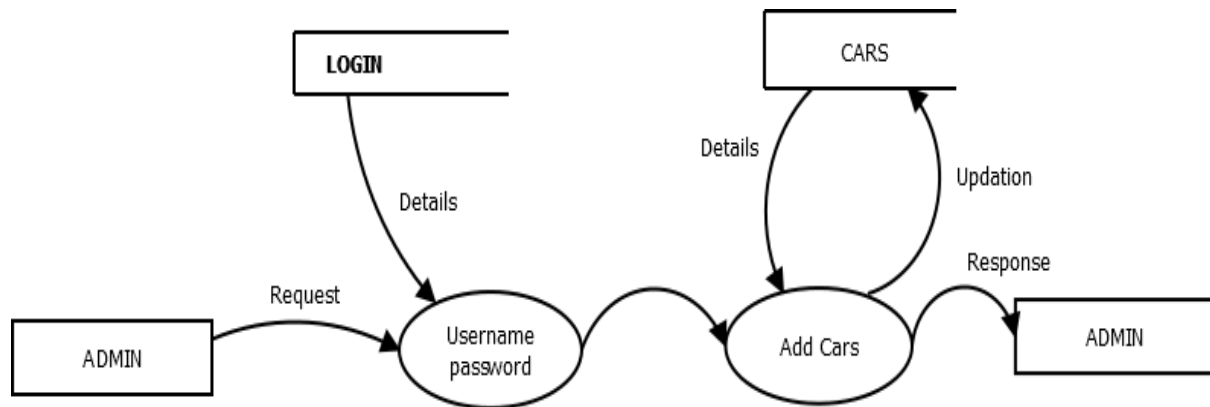 LOGIN
CARS
Details
Updation
Details
Response
Request
Username
password
Add Cars
ADMIN
ADMIN